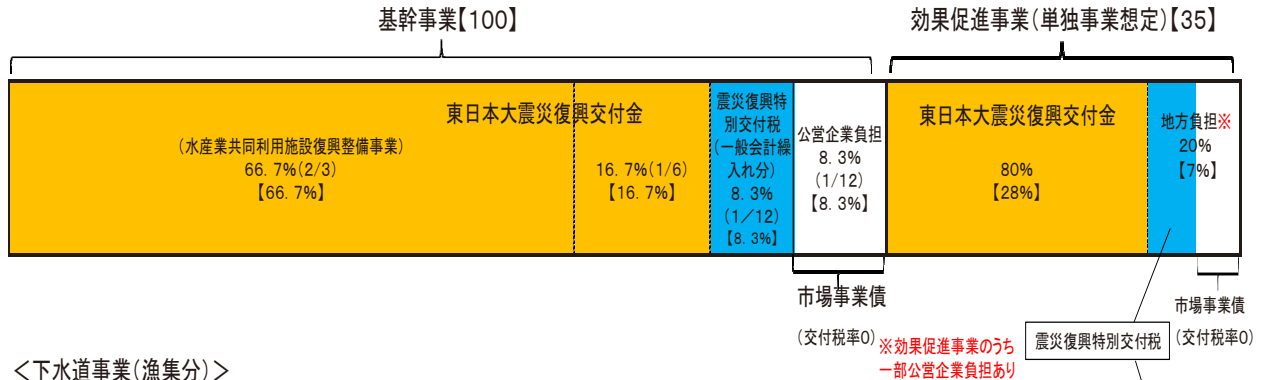 基幹事業【100】
効果促進事業(単独事業想定)【35】
東日本大震災復興交付金
(水産業共同利用施設復興整備事業)
66.7%(2/3)
【66.7%】
16.7%(1/6)
【16.7%】
震災復興特
別交付税
(一般会計繰
入れ分)
8.3%
(1/12)
【8.3%】
公営企業負担
8.3%
(1/12)
【8.3%】
東日本大震災復興交付金
80%
【28%】
地方負担※
20%
【7%】
市場事業債
(交付税率0)
※効果促進事業のうち
一部公営企業負担あり
震災復興特別交付税
市場事業債
(交付税率0)
<下水道事業(漁集分)>